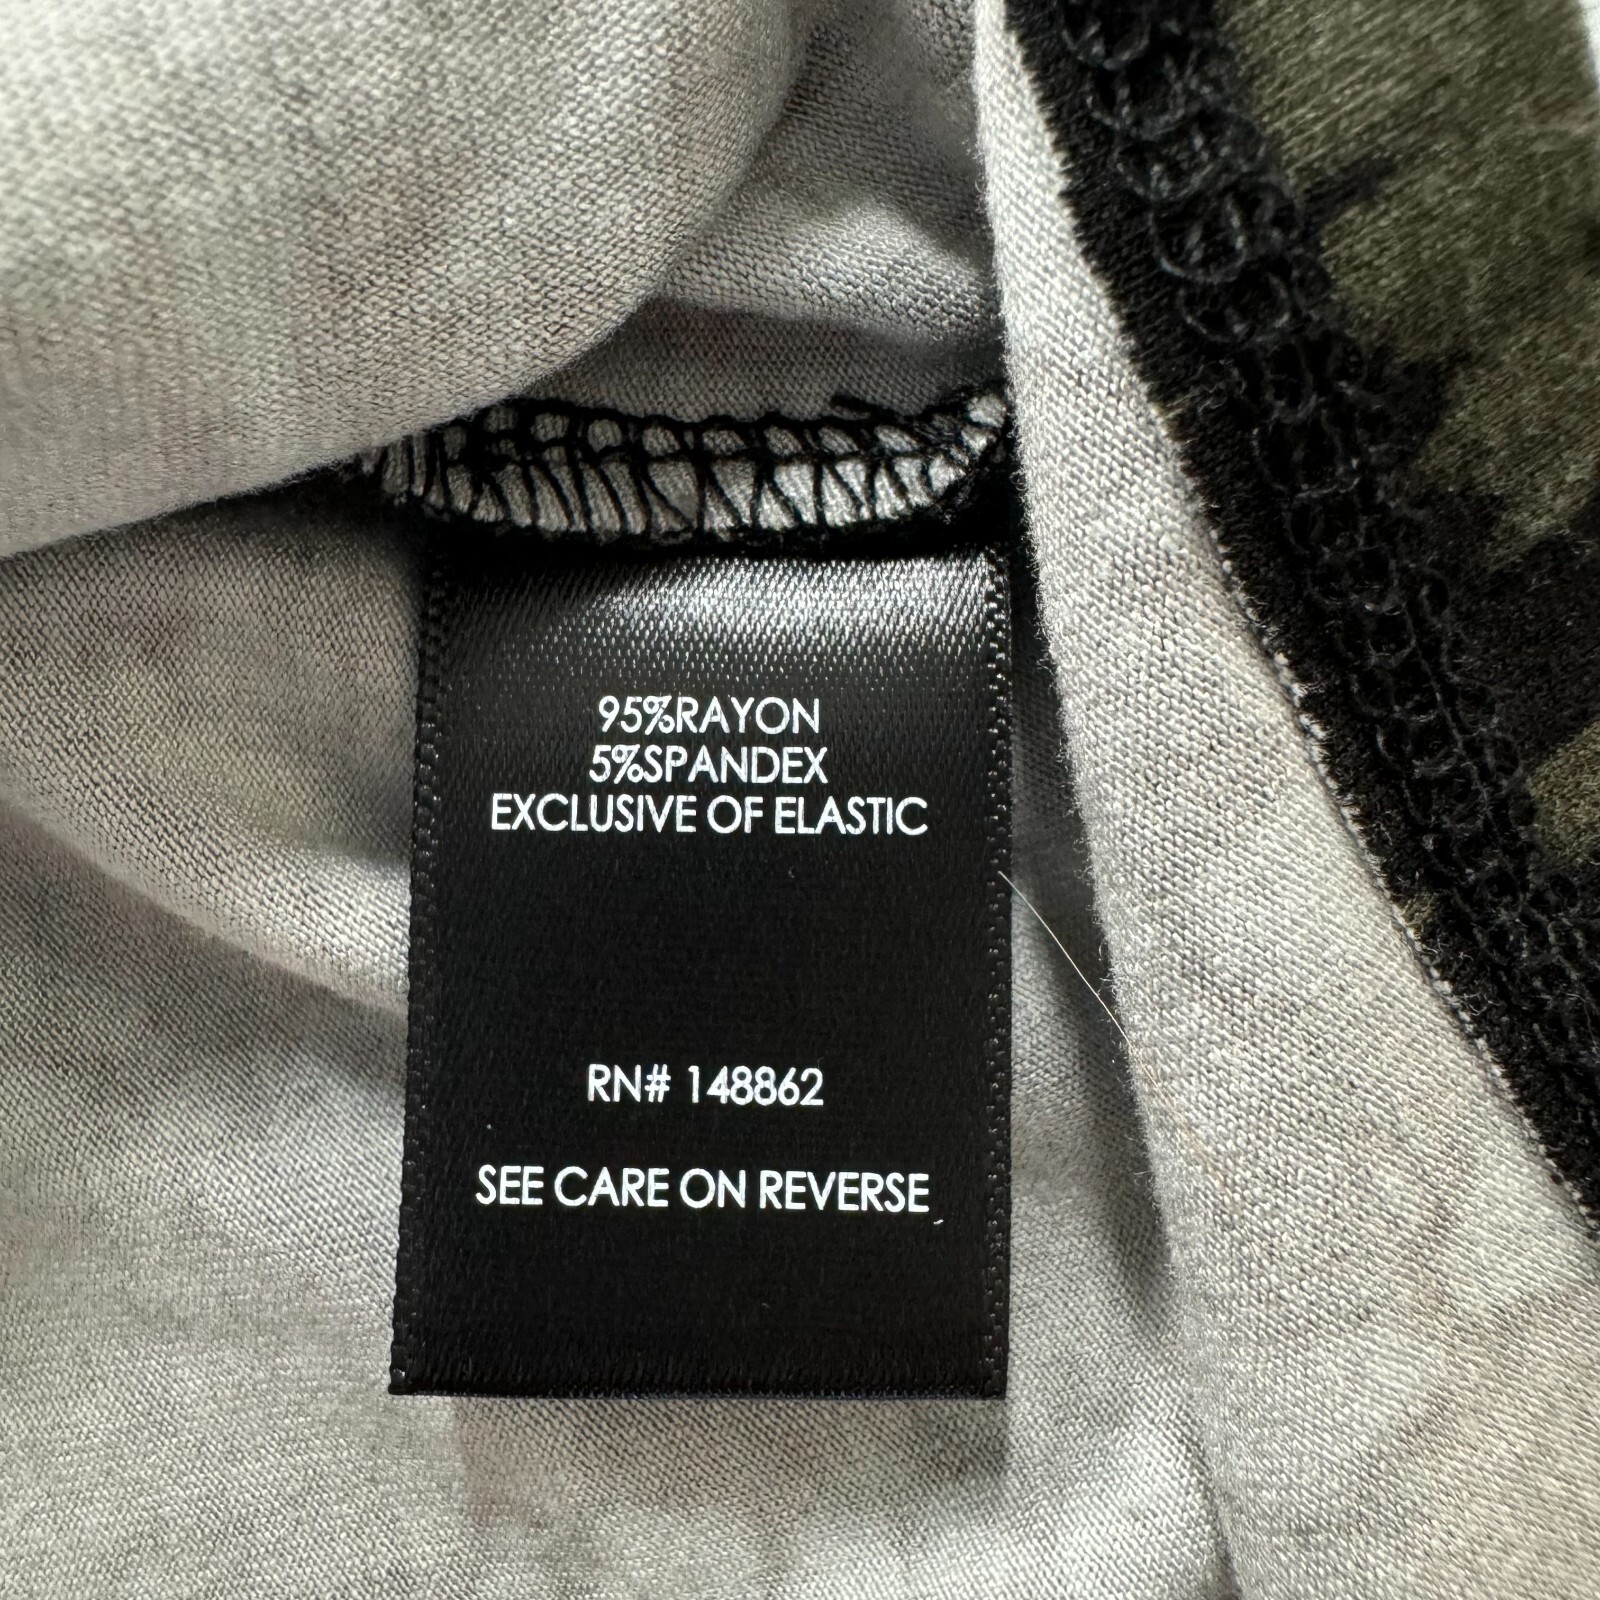 95%RAYON
5%SPANDEX
EXCLUSIVE OF ELASTIC
RN# 148862
SEE CARE ON REVERSE